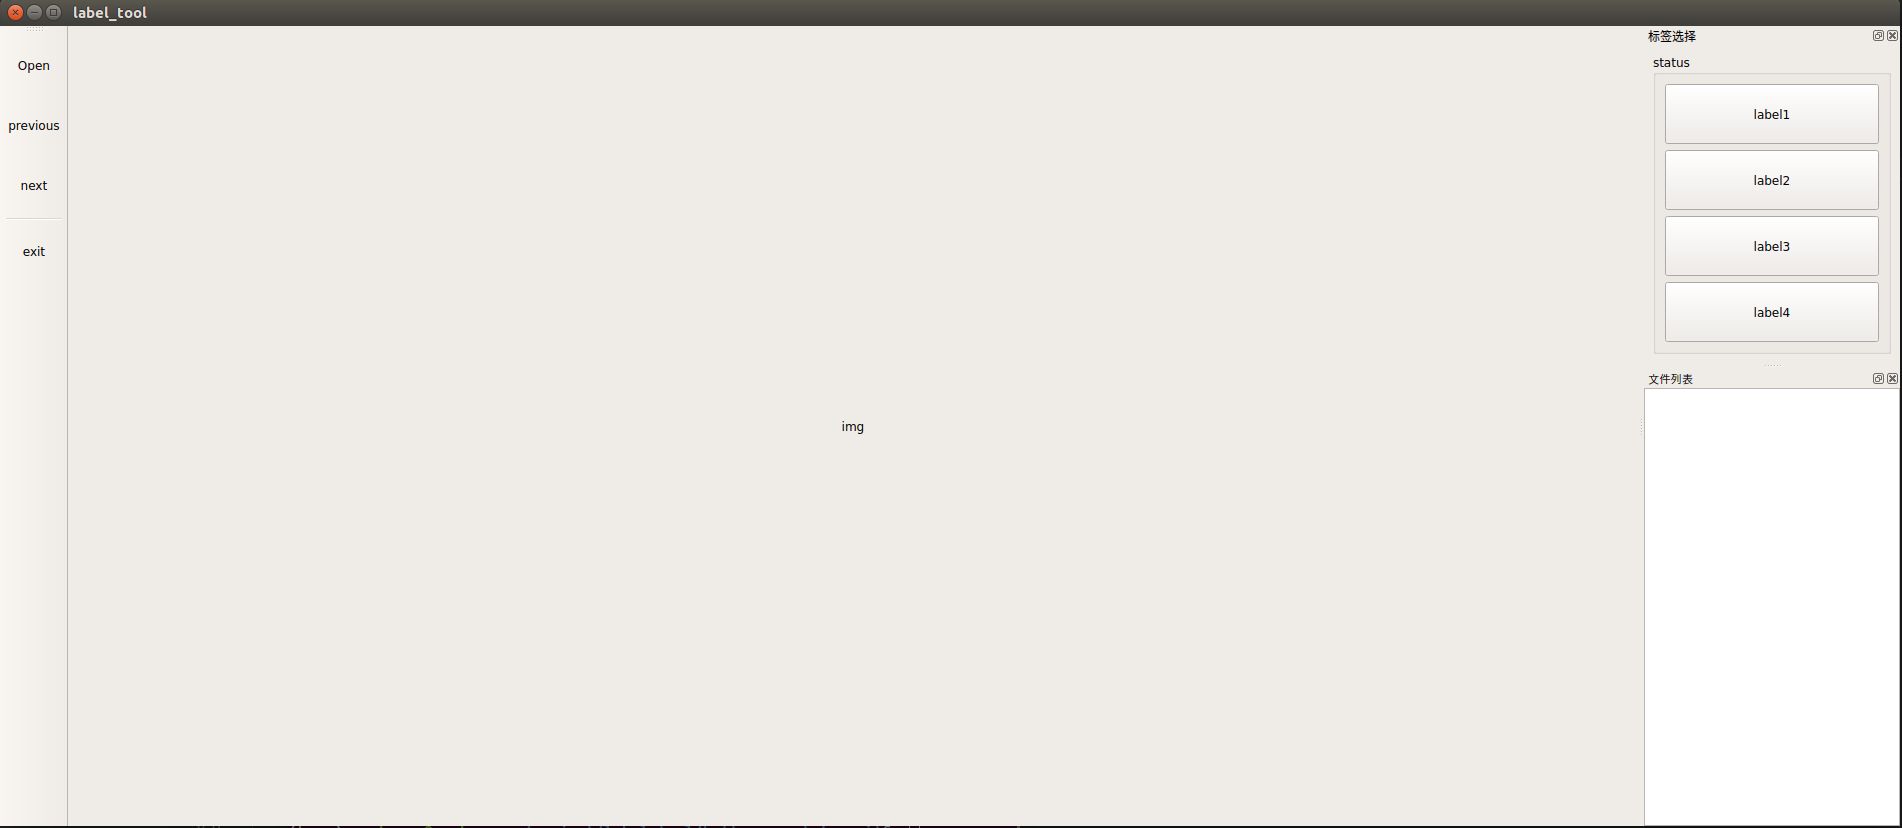 label_tool
Open
previous
next
exit
img
标签选择
status
label1
label2
label3
label4
文件列表